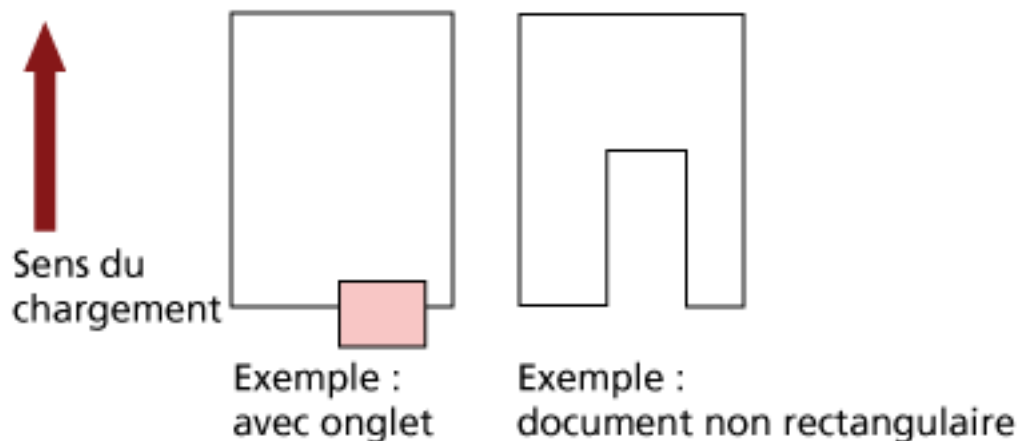 Sens du
chargement
Exemple :
avec onglet
Exemple :
document non rectangulaire